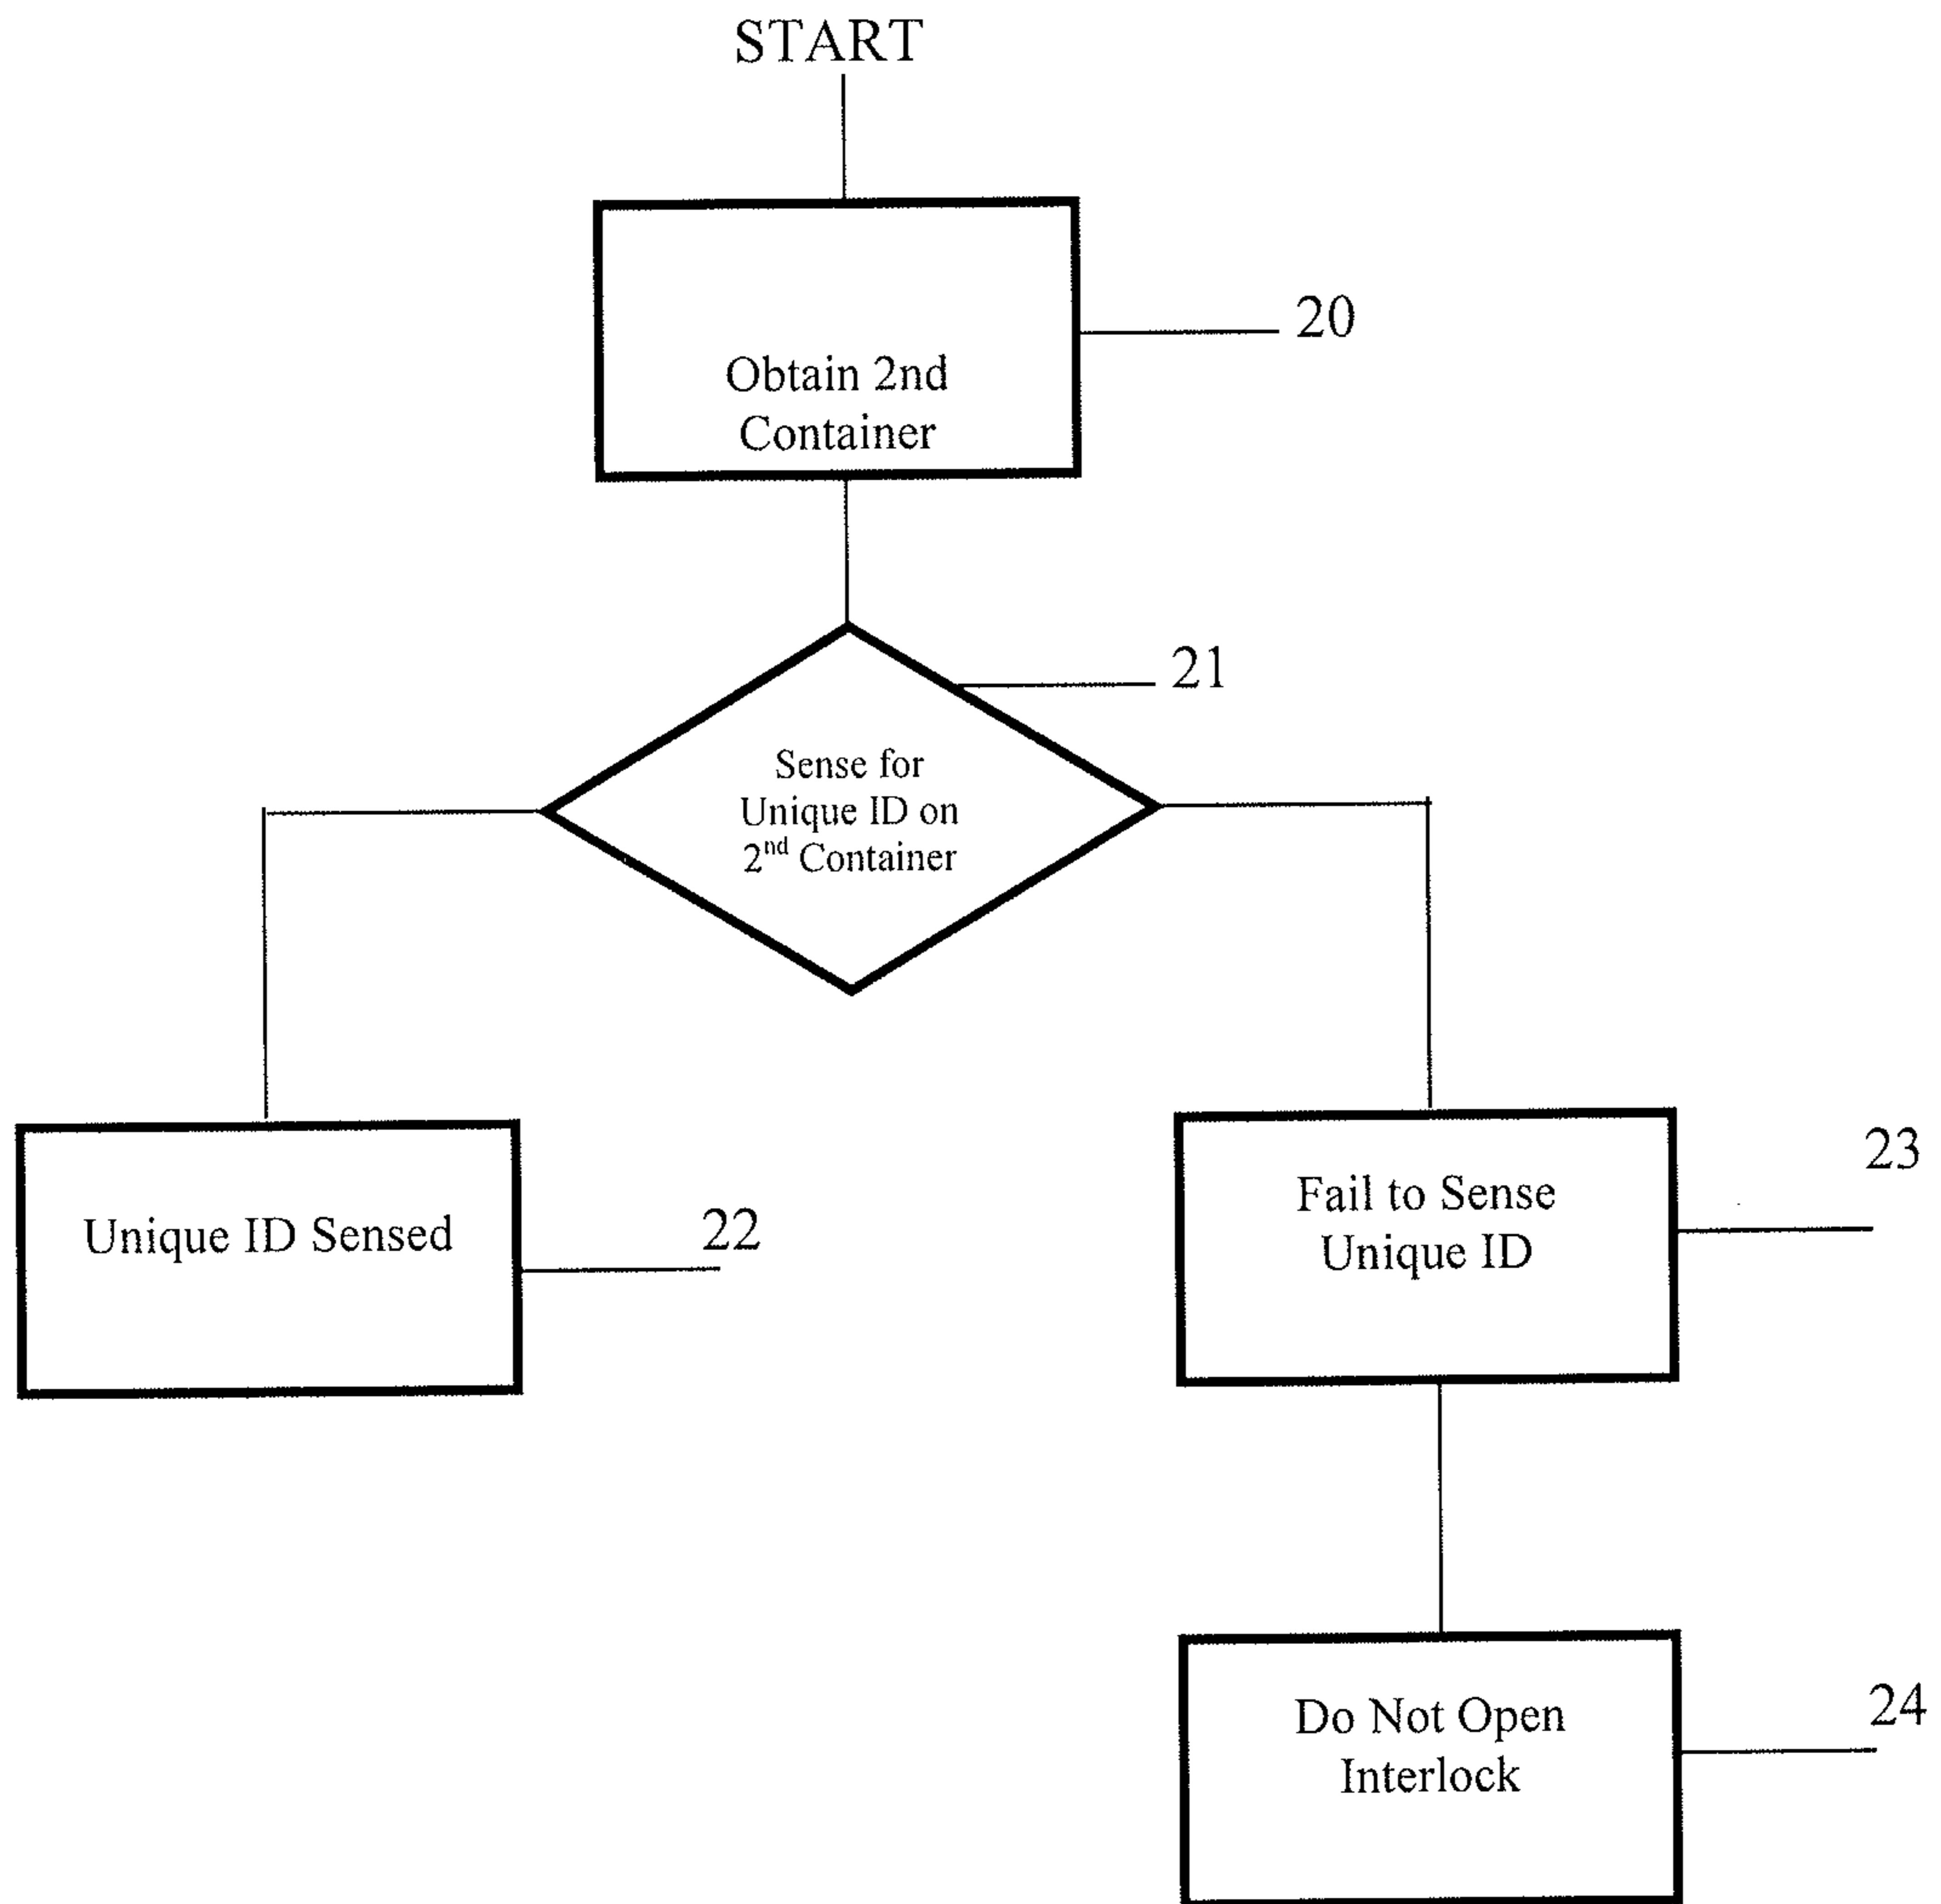 START
20
Obtain 2nd
Container
21
Sense for
Unique ID on
2nd Container
22
Unique ID Sensed
23
Fail to Sense
Unique ID
24
Do Not Open
Interlock